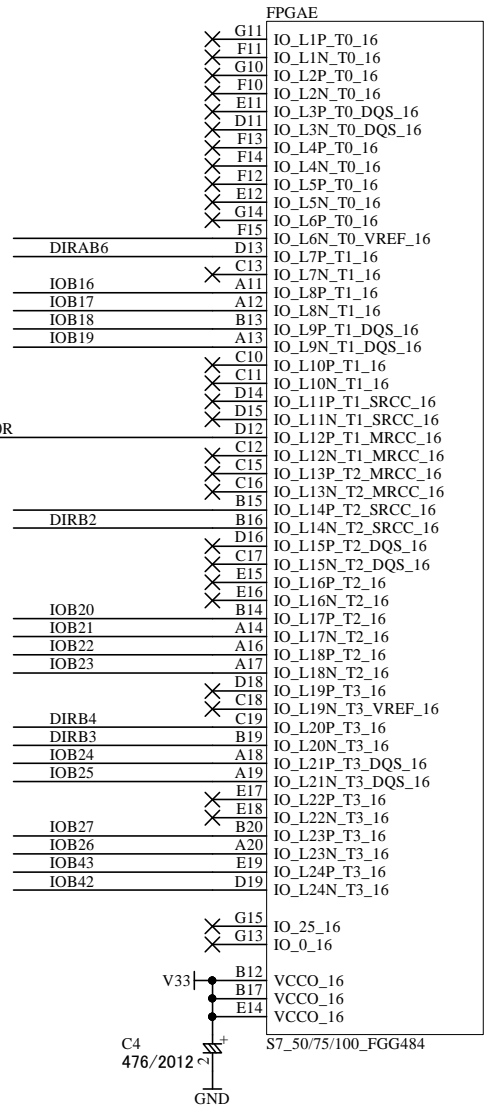 FPGAE
G11 IO_L1P_T0_16
F11 IO_L1N_T0_16
G10 IO_L2P_T0_16
F10 IO_L2N_T0_16
E11 IO_L3P_T0_DQS_16
D11 IO_L3N_T0_DQS_16
F13 IO_L4P_T0_16
F14 IO_L4N_T0_16
F12 IO_L5P_T0_16
E12 IO_L5N_T0_16
G14 IO_L6P_T0_16
F15 IO_L6N_T0_VREF_16
DIRAB6 D13 IO_L7P_T1_16
C13 IO_L7N_T1_16
IOB16 A11 IO_L8P_T1_16
IOB17 A12 IO_L8N_T1_16
IOB18 B13 IO_L9P_T1_DQS_16
IOB19 A13 IO_L9N_T1_DQS_16
C10 IO_L10P_T1_16
C11 IO_L10N_T1_16
D14 IO_L11P_T1_SRCC_16
D15 IO_L11N_T1_SRCC_16
D12 IO_L12P_T1_MRCC_16
C12 IO_L12N_T1_MRCC_16
C15 IO_L13P_T2_MRCC_16
C16 IO_L13N_T2_MRCC_16
B15 IO_L14P_T2_SRCC_16
DIRB2 B16 IO_L14N_T2_SRCC_16
D16 IO_L15P_T2_DQS_16
C17 IO_L15N_T2_DQS_16
E15 IO_L16P_T2_16
E16 IO_L16N_T2_16
IOB20 B14 IO_L17P_T2_16
IOB21 A14 IO_L17N_T2_16
IOB22 A16 IO_L18P_T2_16
IOB23 A17 IO_L18N_T2_16
D18 IO_L19P_T3_16
C18 IO_L19N_T3_VREF_16
DIRB4 C19 IO_L20P_T3_16
DIRB3 B19 IO_L20N_T3_16
IOB24 A18 IO_L21P_T3_DQS_16
IOB25 A19 IO_L21N_T3_DQS_16
E17 IO_L22P_T3_16
E18 IO_L22N_T3_16
IOB27 B20 IO_L23P_T3_16
IOB26 A20 IO_L23N_T3_16
IOB43 E19 IO_L24P_T3_16
IOB42 D19 IO_L24N_T3_16
G15 IO_25_16
G13 IO_0_16
V33 B12 VCCO_16
B17 VCCO_16
E14 VCCO_16
C4 + S7_50/75/100_FGG484
476/2012 2
GND